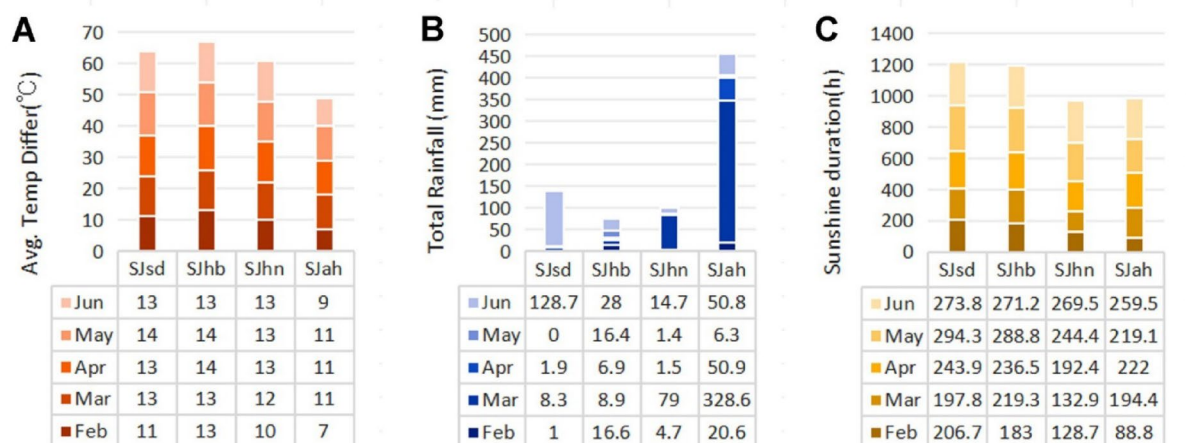 A
Avg. Temp Differ(℃)
70
60
50
40
30
20
10
0
SJsd SJhb SJhn SJah
Jun 13 13 13 9
May 14 14 13 11
Apr 13 14 13 11
Mar 13 13 12 11
Feb 11 13 10 7
B
Total Rainfall (mm)
500
450
400
350
300
250
200
150
100
50
0
SJsd SJhb SJhn SJah
Jun 128.7 28 14.7 50.8
May 0 16.4 1.4 6.3
Apr 1.9 6.9 1.5 50.9
Mar 8.3 8.9 79 328.6
Feb 1 16.6 4.7 20.6
C
Sunshine duration(h)
1400
1200
1000
800
600
400
200
0
SJsd SJhb SJhn SJah
Jun 273.8 271.2 269.5 259.5
May 294.3 288.8 244.4 219.1
Apr 243.9 236.5 192.4 222
Mar 197.8 219.3 132.9 194.4
Feb 206.7 183 128.7 88.8